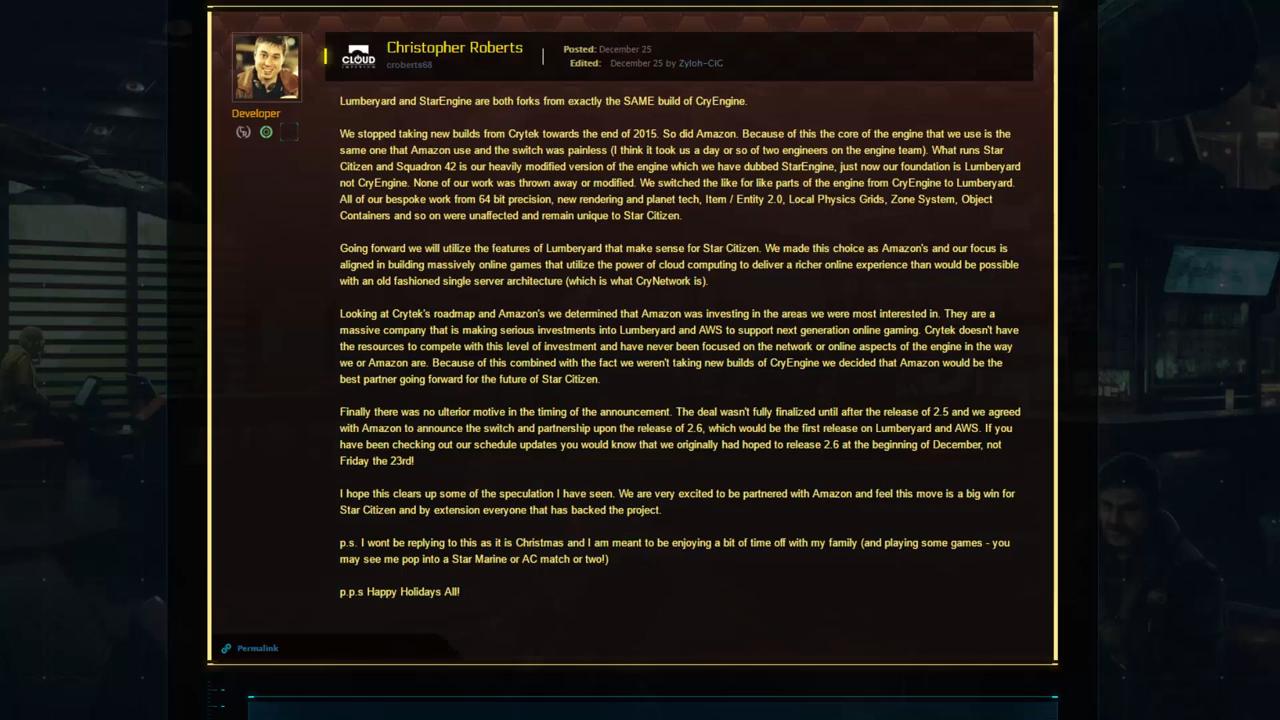 Christopher Roberts
croberts68
CLOUD
IMPERIUM
Posted: December 25
Edited: December 25 by Zyloh-CIG
Developer
Lumberyard and StarEngine are both forks from exactly the SAME build of CryEngine.
We stopped taking new builds from Crytek towards the end of 2015. So did Amazon. Because of this the core of the engine that we use is the
same one that Amazon use and the switch was painless (I think it took us a day or so of two engineers on the engine team). What runs Star
Citizen and Squadron 42 is our heavily modified version of the engine which we have dubbed StarEngine, just now our foundation is Lumberyard
not CryEngine. None of our work was thrown away or modified. We switched the like for like parts of the engine from CryEngine to Lumberyard.
All of our bespoke work from 64 bit precision, new rendering and planet tech, Item / Entity 2.0, Local Physics Grids, Zone System, Object
Containers and so on were unaffected and remain unique to Star Citizen.
Going forward we will utilize the features of Lumberyard that make sense for Star Citizen. We made this choice as Amazon's and our focus is
aligned in building massively online games that utilize the power of cloud computing to deliver a richer online experience than would be possible
with an old fashioned single server architecture (which is what CryNetwork is).
Looking at Crytek's roadmap and Amazon's we determined that Amazon was investing in the areas we were most interested in. They are a
massive company that is making serious investments into Lumberyard and AWS to support next generation online gaming. Crytek doesn't have
the resources to compete with this level of investment and have never been focused on the network or online aspects of the engine in the way
we or Amazon are. Because of this combined with the fact we weren't taking new builds of CryEngine we decided that Amazon would be the
best partner going forward for the future of Star Citizen.
Finally there was no ulterior motive in the timing of the announcement. The deal wasn't fully finalized until after the release of 2.5 and we agreed
with Amazon to announce the switch and partnership upon the release of 2.6, which would be the first release on Lumberyard and AWS. If you
have been checking out our schedule updates you would know that we originally had hoped to release 2.6 at the beginning of December, not
Friday the 23rd!
I hope this clears up some of the speculation I have seen. We are very excited to be partnered with Amazon and feel this move is a big win for
Star Citizen and by extension everyone that has backed the project.
p.s. I wont be replying to this as it is Christmas and I am meant to be enjoying a bit of time off with my family (and playing some games - you
may see me pop into a Star Marine or AC match or two!)
p.p.s Happy Holidays All!
Permalink